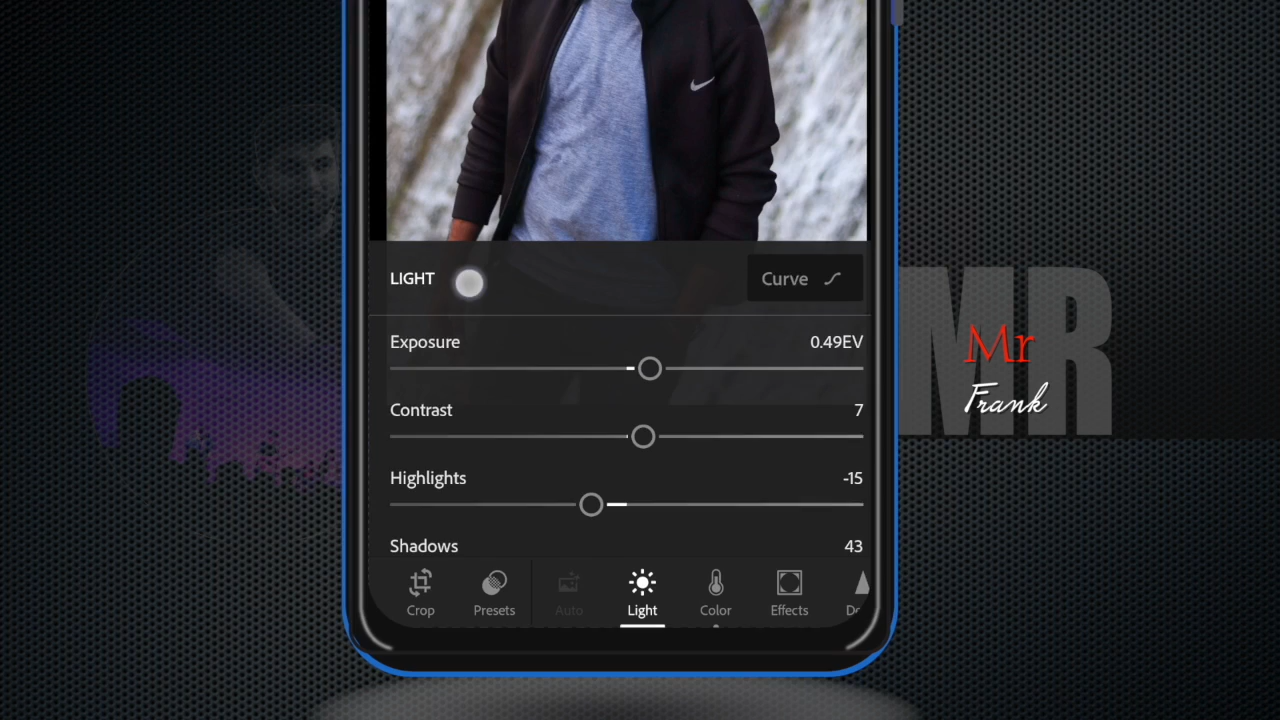 LIGHT
Curve
Exposure
0.49EV
Contrast
7
Highlights
-15
Shadows
43
Crop
Presets
Auto
Light
Color
Effects
MR
Mr
Frank